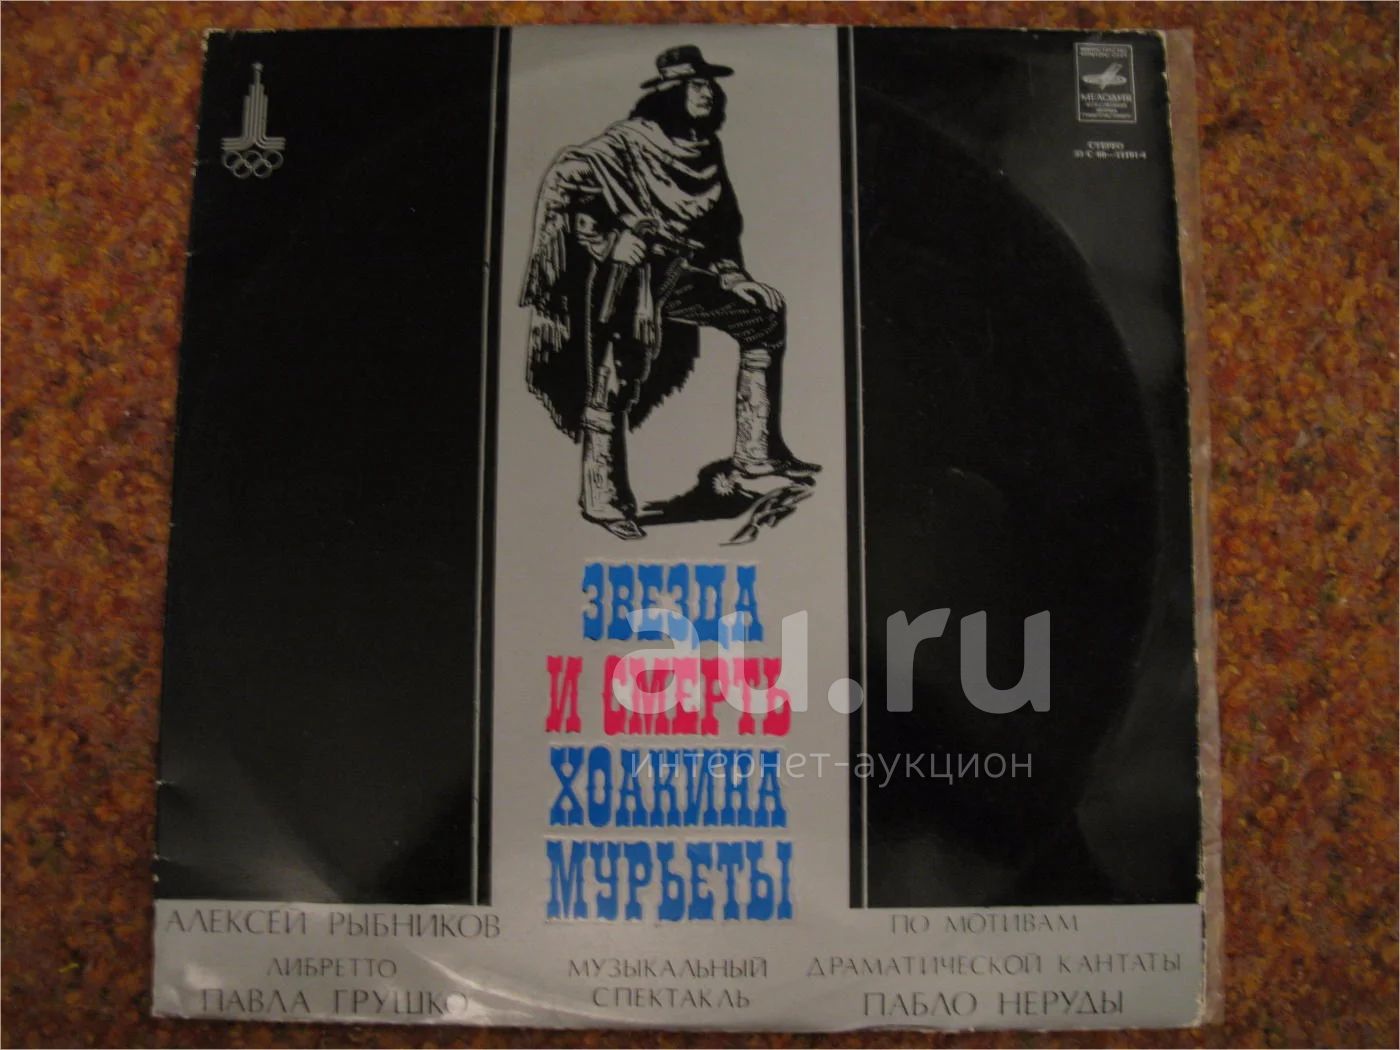 МЕЛОДИЯ
СТЕРЕО
ЗВЕЗДА
И СМЕРТЬ
ХОАКИНА
МУРЬЕТЫ
au.ru
интернет-аукцион
АЛЕКСЕЙ РЫБНИКОВ
ЛИБРЕТТО
ПАВЛА ГРУШКО
МУЗЫКАЛЬНЫЙ
СПЕКТАКЛЬ
ПО МОТИВАМ
ДРАМАТИЧЕСКОЙ КАНТАТЫ
ПАБЛО НЕРУДЫ